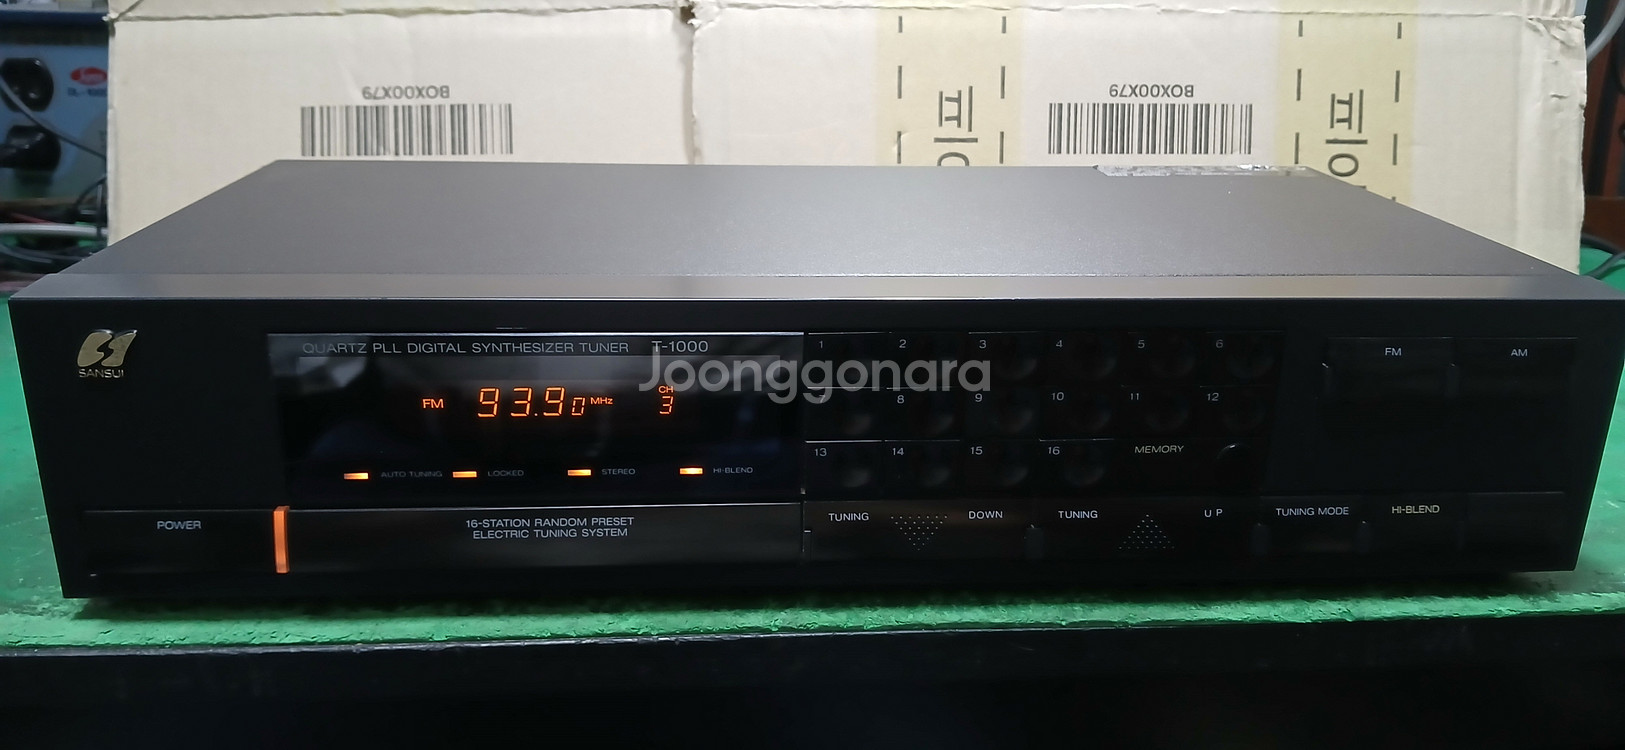 BOX00X79
BOX00X79
SANSUI
QUARTZ PLL DIGITAL SYNTHESIZER TUNER T-1000
Joonggonara
FM 93.90 MHz CH 3
AUTO TUNING LOCKED STEREO HI-BLEND
POWER
16-STATION RANDOM PRESET
ELECTRIC TUNING SYSTEM
1 2 3 4 5 6
7 8 9 10 11 12
13 14 15 16 MEMORY
FM AM
TUNING DOWN TUNING UP TUNING MODE HI-BLEND